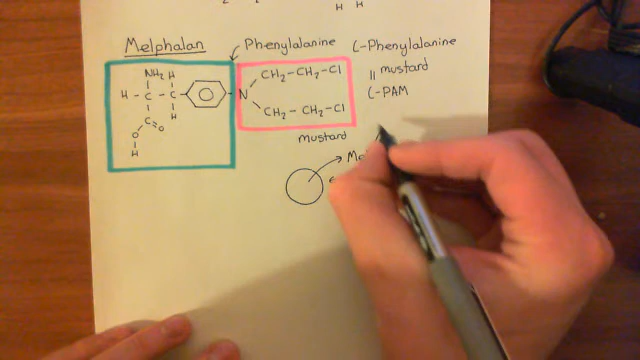 H H
Melphalan
Phenylalanine
L-Phenylalanine
mustard
L-PAM
NH₂ H
H - C - C -
C H
O O
H
N
CH₂-CH₂-Cl
CH₂-CH₂-Cl
mustard